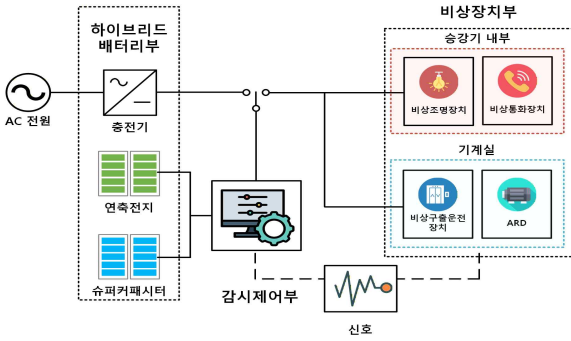 하이브리드
배터리부
비상장치부
승강기 내부
비상조명장치
비상통화장치
AC 전원
충전기
기계실
연축전지
비상구출운전
장치
ARD
슈퍼커패시터
감시제어부
신호